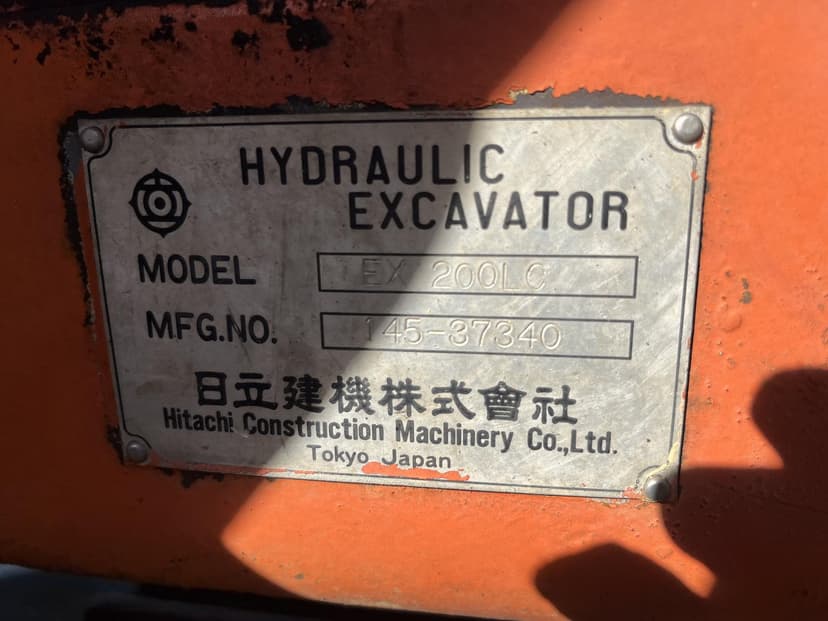 HYDRAULIC
EXCAVATOR
MODEL EX 200LC
MFG.NO. 145-37340
日立建機株式會社
Hitachi Construction Machinery Co.,Ltd.
Tokyo Japan